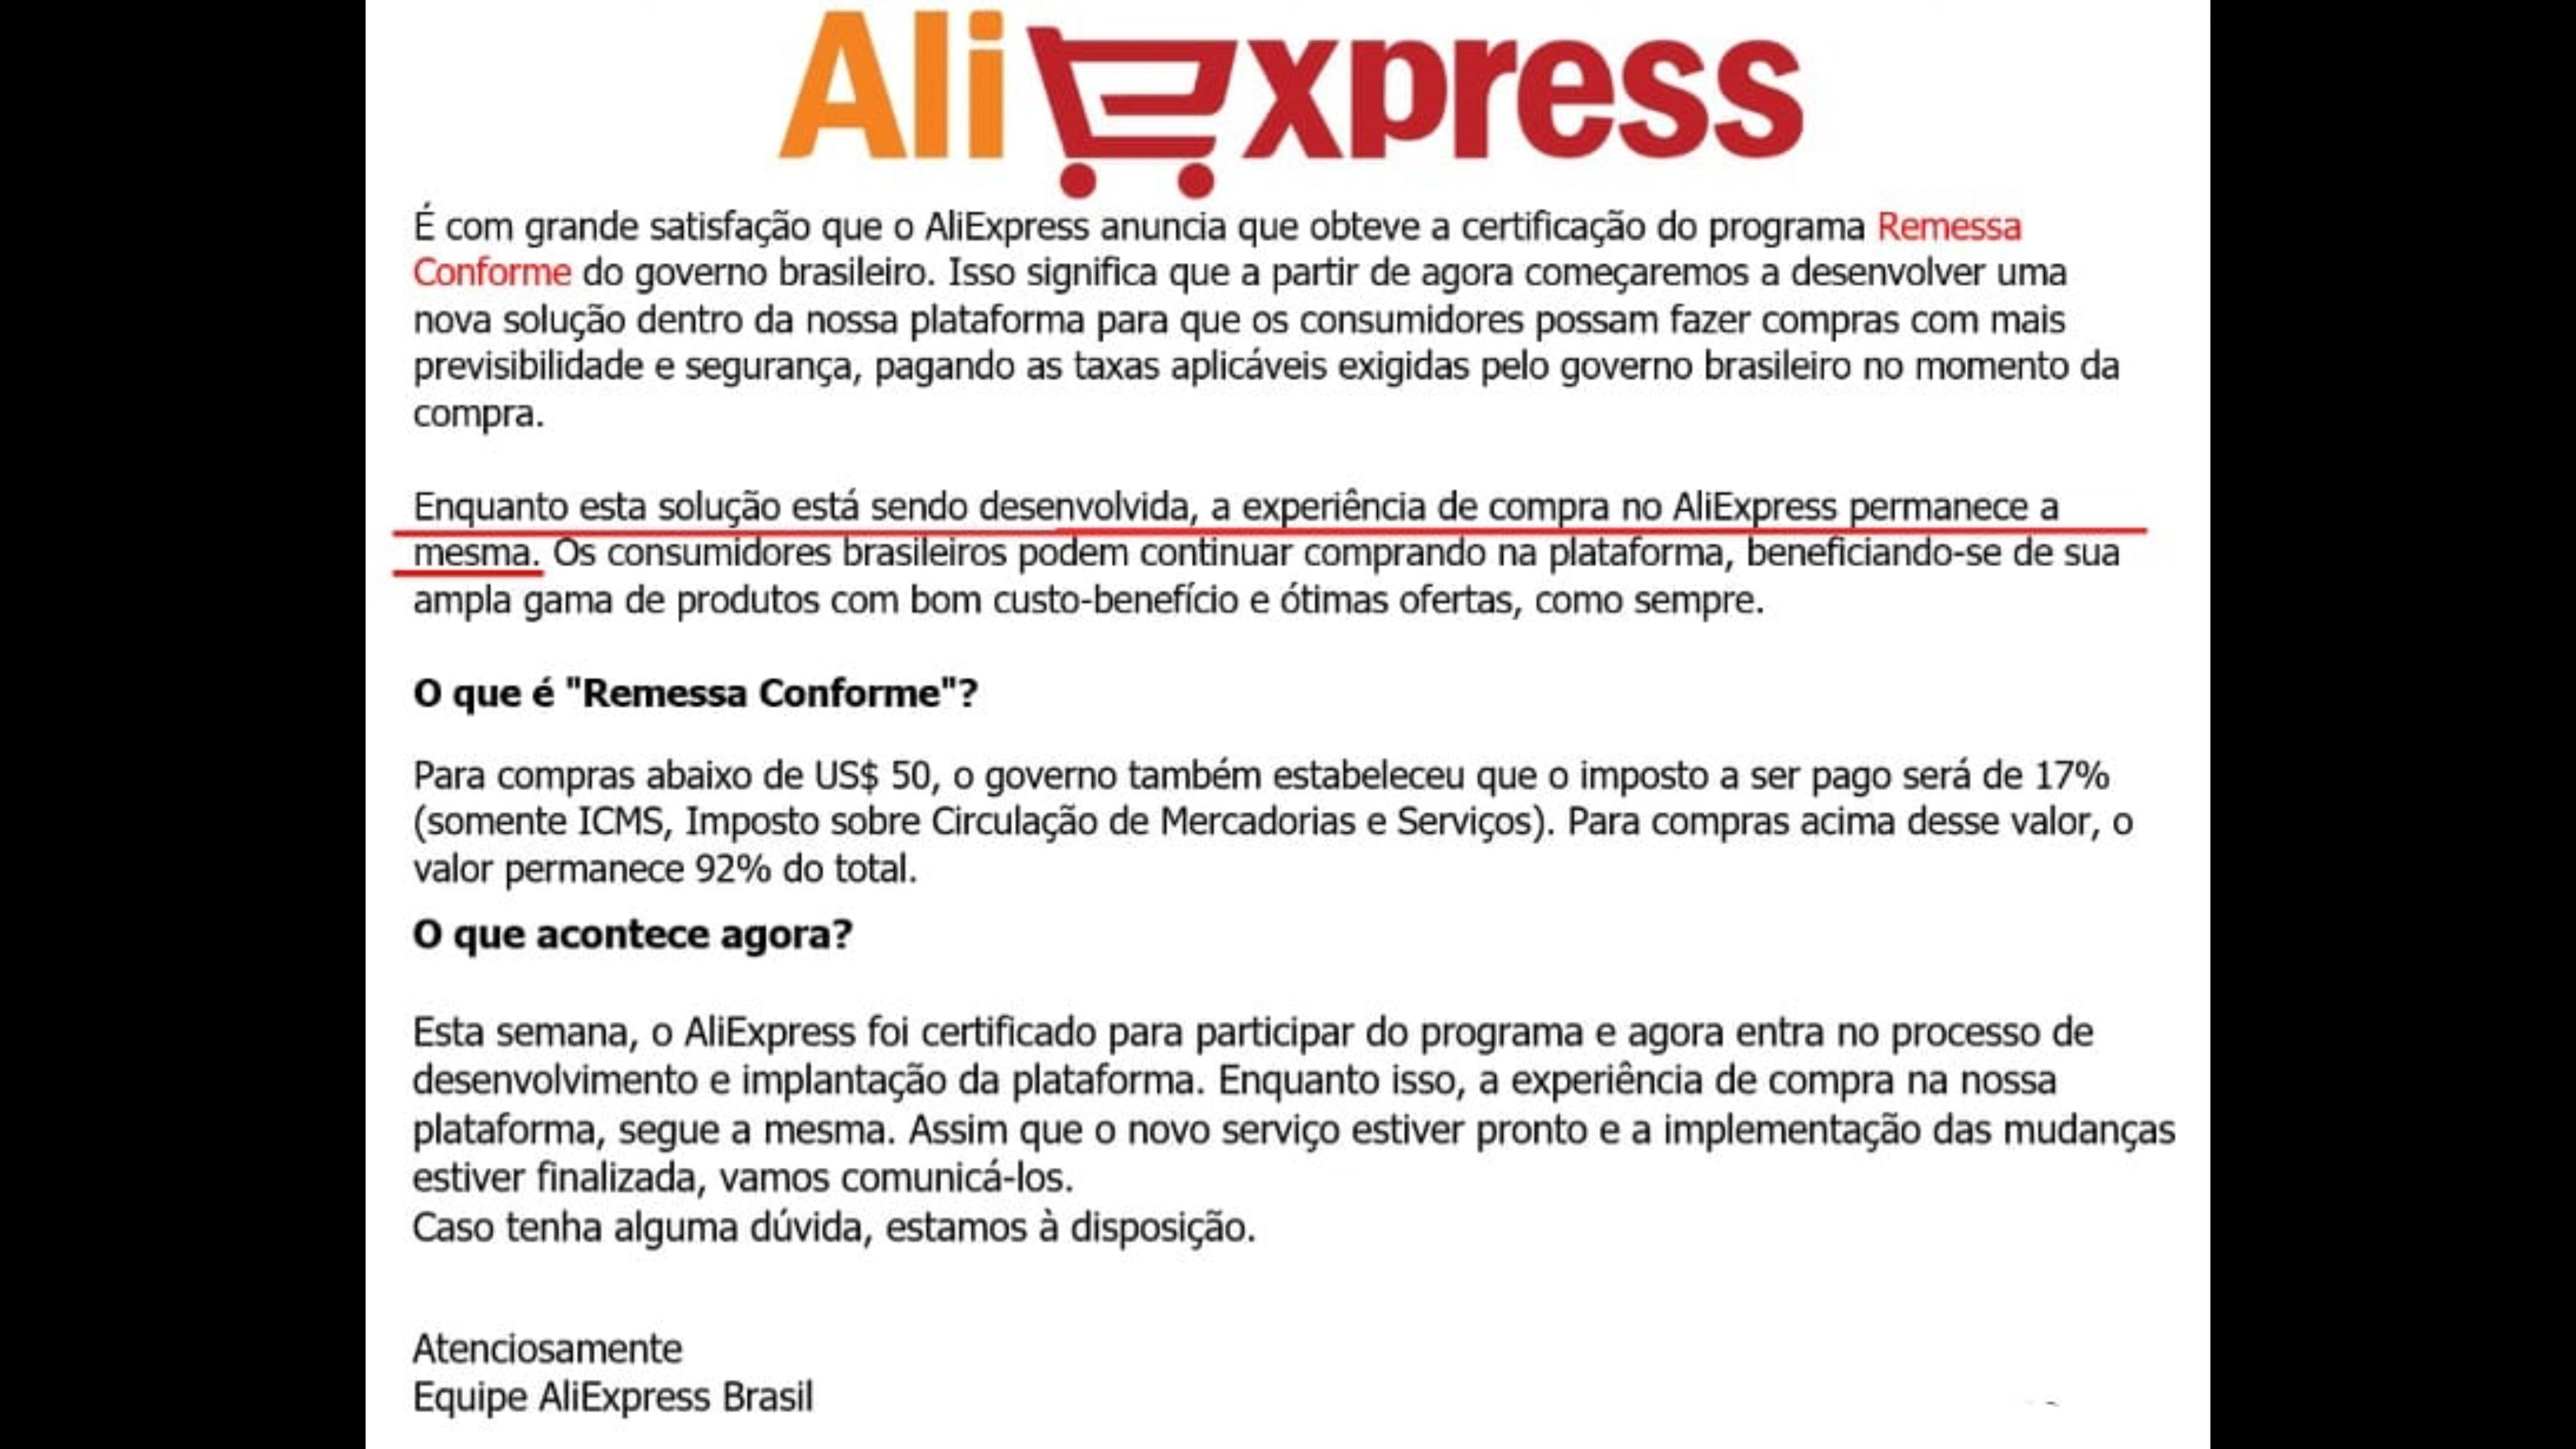 AliExpress
É com grande satisfação que o AliExpress anuncia que obteve a certificação do programa Remessa
Conforme do governo brasileiro. Isso significa que a partir de agora começaremos a desenvolver uma
nova solução dentro da nossa plataforma para que os consumidores possam fazer compras com mais
previsibilidade e segurança, pagando as taxas aplicáveis exigidas pelo governo brasileiro no momento da
compra.
Enquanto esta solução está sendo desenvolvida, a experiência de compra no AliExpress permanece a
mesma. Os consumidores brasileiros podem continuar comprando na plataforma, beneficiando-se de sua
ampla gama de produtos com bom custo-benefício e ótimas ofertas, como sempre.
O que é "Remessa Conforme"?
Para compras abaixo de US$ 50, o governo também estabeleceu que o imposto a ser pago será de 17%
(somente ICMS, Imposto sobre Circulação de Mercadorias e Serviços). Para compras acima desse valor, o
valor permanece 92% do total.
O que acontece agora?
Esta semana, o AliExpress foi certificado para participar do programa e agora entra no processo de
desenvolvimento e implantação da plataforma. Enquanto isso, a experiência de compra na nossa
plataforma, segue a mesma. Assim que o novo serviço estiver pronto e a implementação das mudanças
estiver finalizada, vamos comunicá-los.
Caso tenha alguma dúvida, estamos à disposição.
Atenciosamente
Equipe AliExpress Brasil